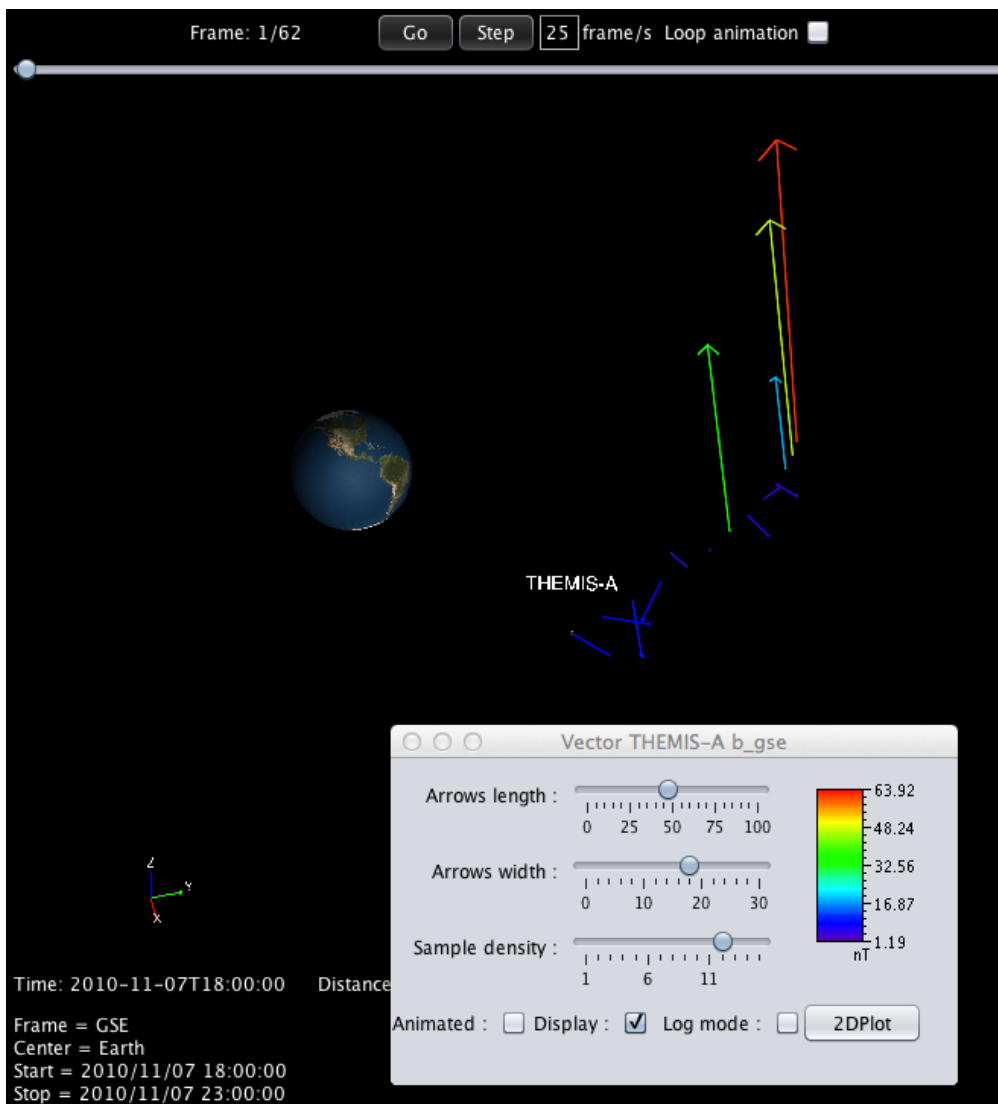 Frame: 1/62 Go Step 25 frame/s Loop animation
THEMIS-A
Vector THEMIS-A b_gse
Arrows length :
0 25 50 75 100
Arrows width :
0 10 20 30
Sample density :
1 6 11
63.92
48.24
32.56
16.87
1.19
nT
Z
Y
X
Time: 2010-11-07T18:00:00 Distance
Animated : Display : Log mode : 2DPlot
Frame = GSE
Center = Earth
Start = 2010/11/07 18:00:00
Stop = 2010/11/07 23:00:00